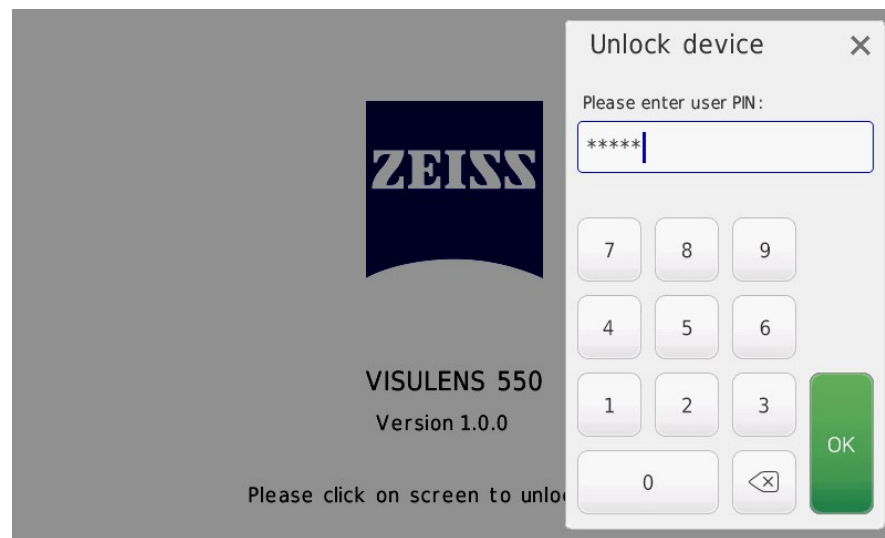 Unlock device
Please enter user PIN:
*****
ZEISS
7 8 9
4 5 6
1 2 3
0
OK
VISULENS 550
Version 1.0.0
Please click on screen to unlo